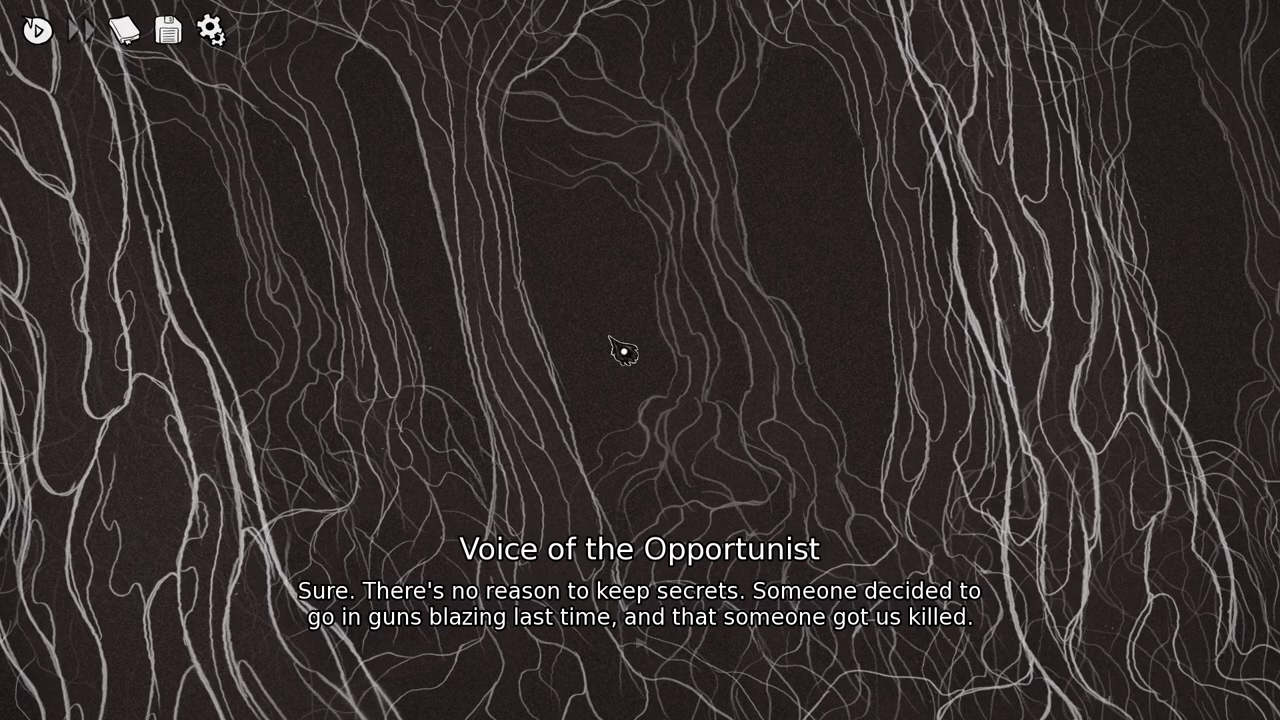 Voice of the Opportunist
Sure. There's no reason to keep secrets. Someone decided to
go in guns blazing last time, and that someone got us killed.